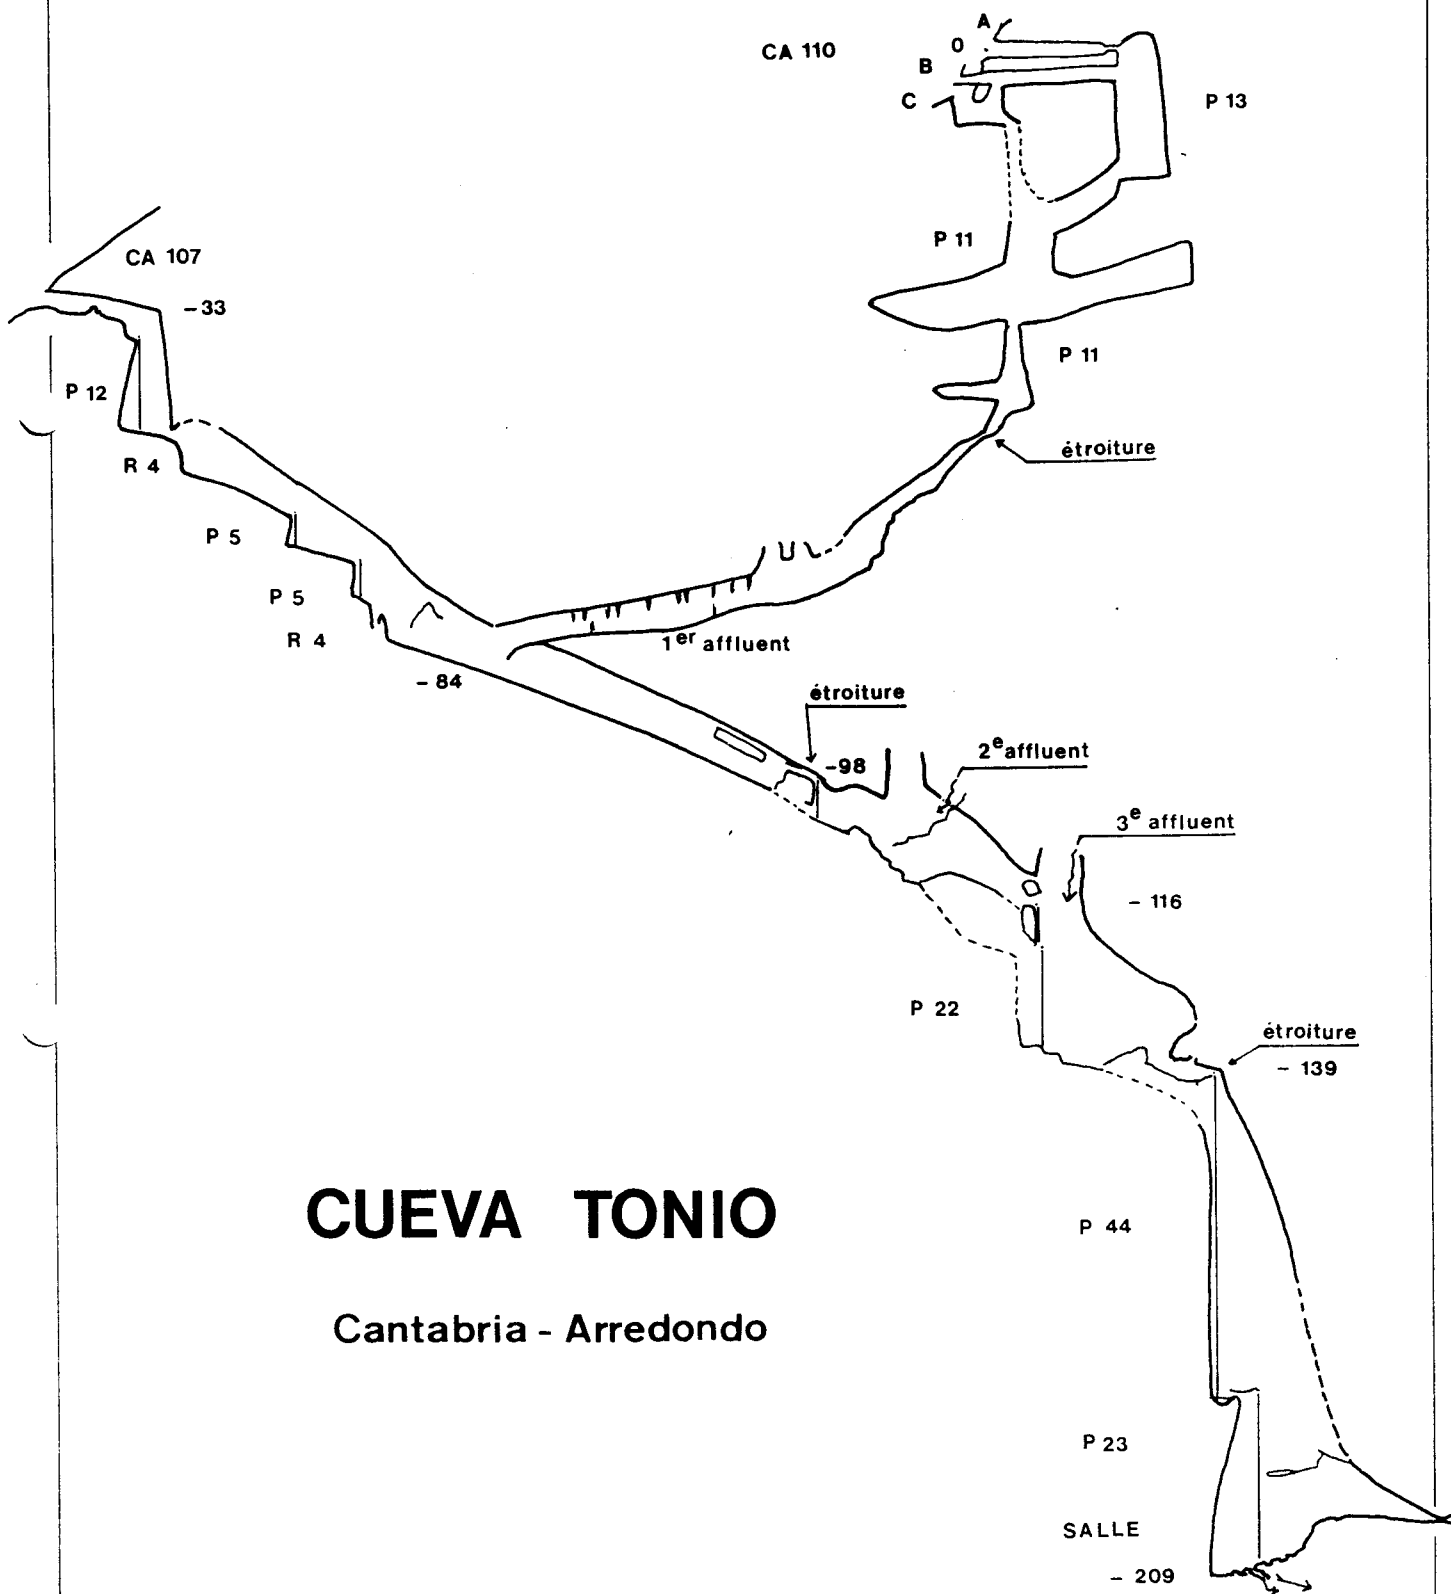 A
CA 110
0
B
C
P 13
P 11
CA 107
- 33
P 11
P 12
étroiture
R 4
P 5
P 5
R 4
1er affluent
- 84
étroiture
2e affluent
-98
3e affluent
- 116
P 22
étroiture
- 139
CUEVA TONIO
P 44
Cantabria - Arredondo
P 23
SALLE
- 209